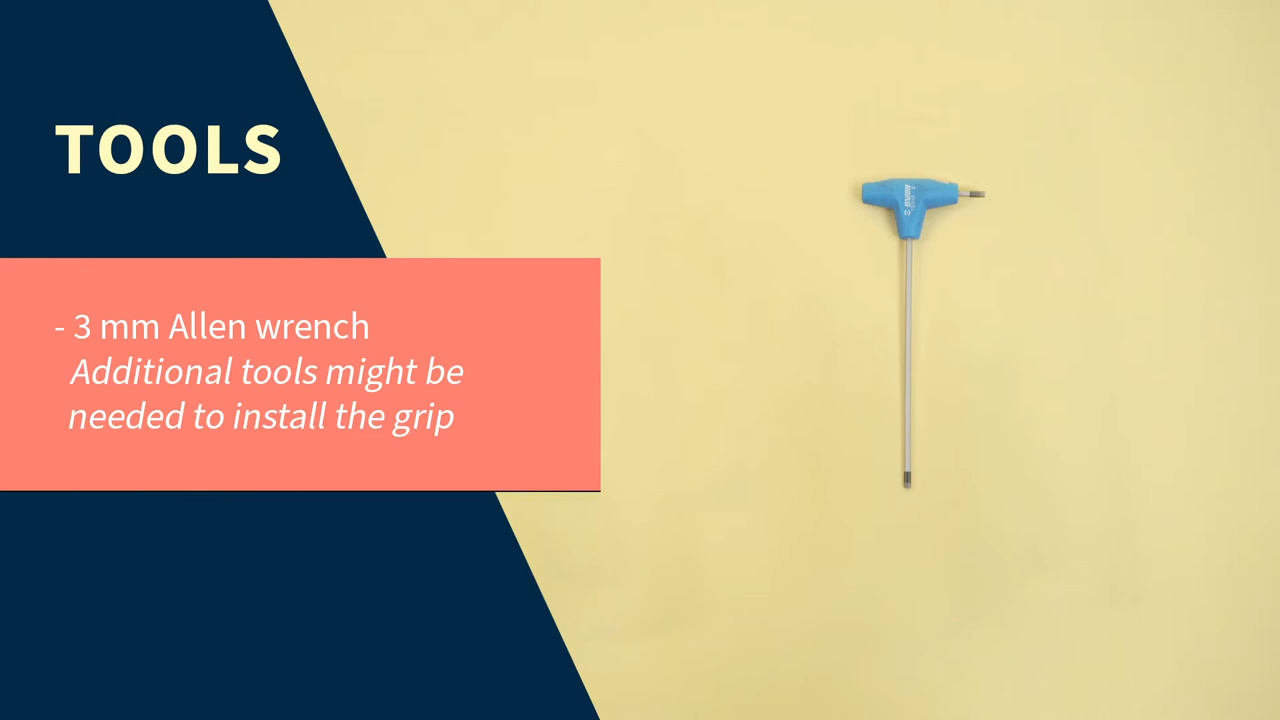 TOOLS
- 3 mm Allen wrench
Additional tools might be
needed to install the grip